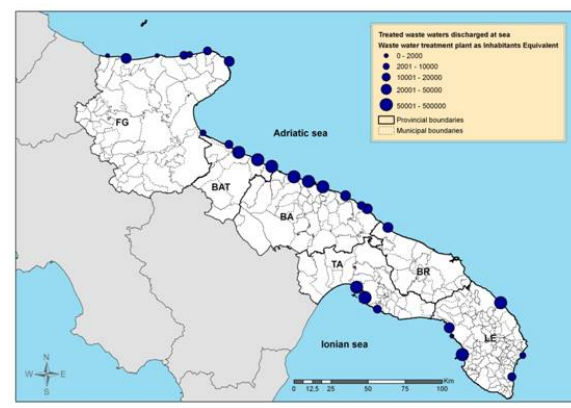 Treated waste waters discharged at sea
Waste water treatment plant as Inhabitants Equivalent
0 - 2000
2001 - 10000
10001 - 20000
20001 - 50000
50001 - 500000
Provincial boundaries
Municipal boundaries
FG
Adriatic sea
BAT
BA
TA
BR
LE
Ionian sea
N
W E
S
Km
0 12.5 25 50 75 100